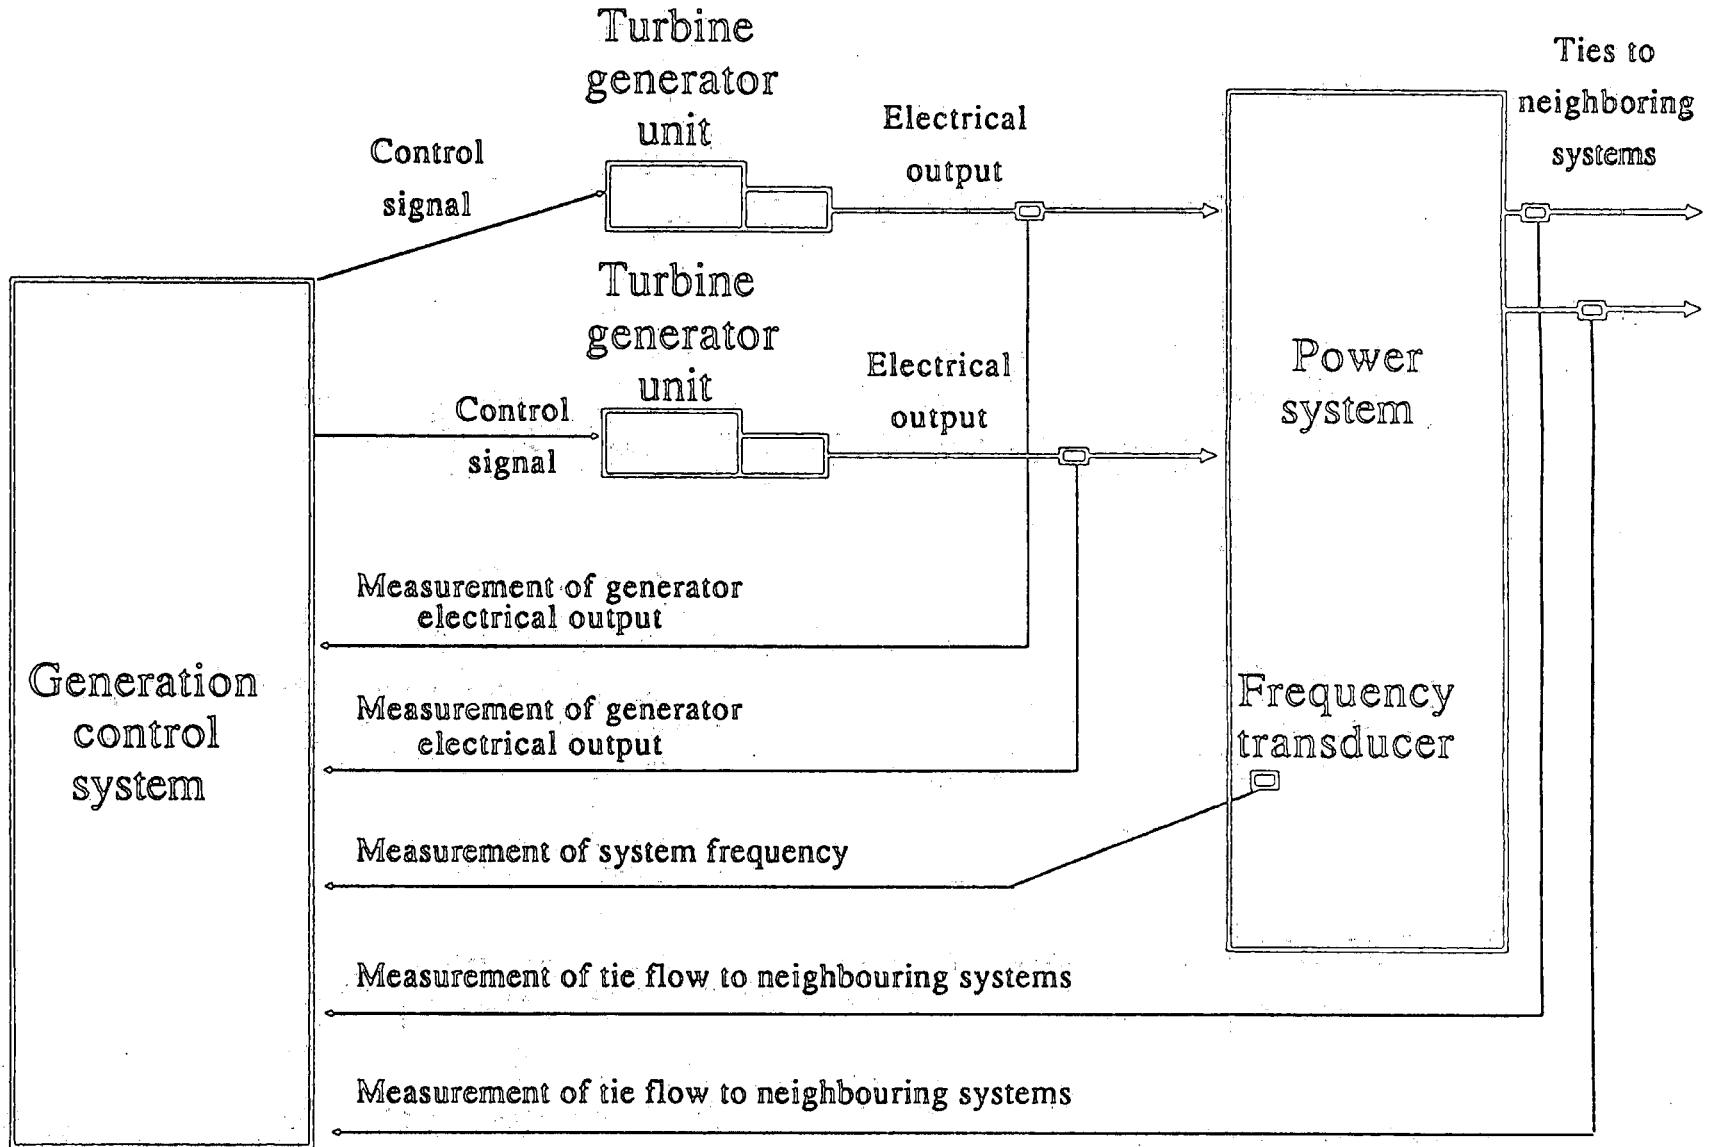 Turbine
generator
unit
Ties to
neighboring
systems
Electrical
output
Control
signal
Turbine
generator
unit
Electrical
output
Control
signal
Power
system
Measurement of generator
electrical output
Generation
control
system
Measurement of generator
electrical output
Frequency
transducer
Measurement of system frequency
Measurement of tie flow to neighbouring systems
Measurement of tie flow to neighbouring systems